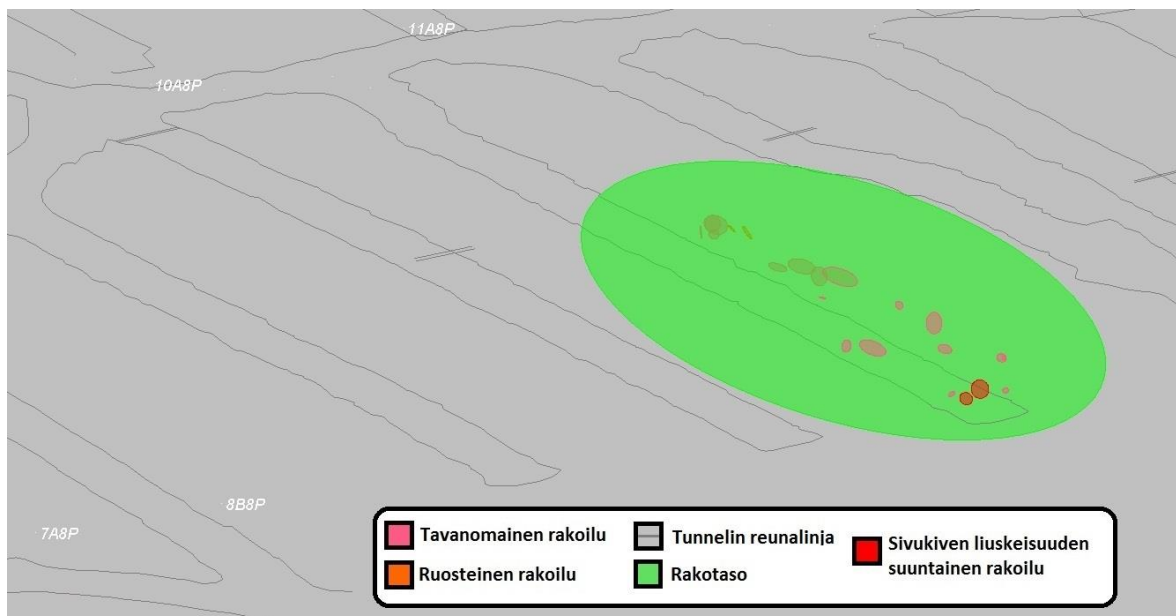 11A8P
10A8P
8B8P
7A8P
Tavanomainen rakoilu
Ruosteinen rakoilu
Tunnelin reunalinja
Rakotaso
Sivukiven liuskeisuuden
suuntainen rakoilu